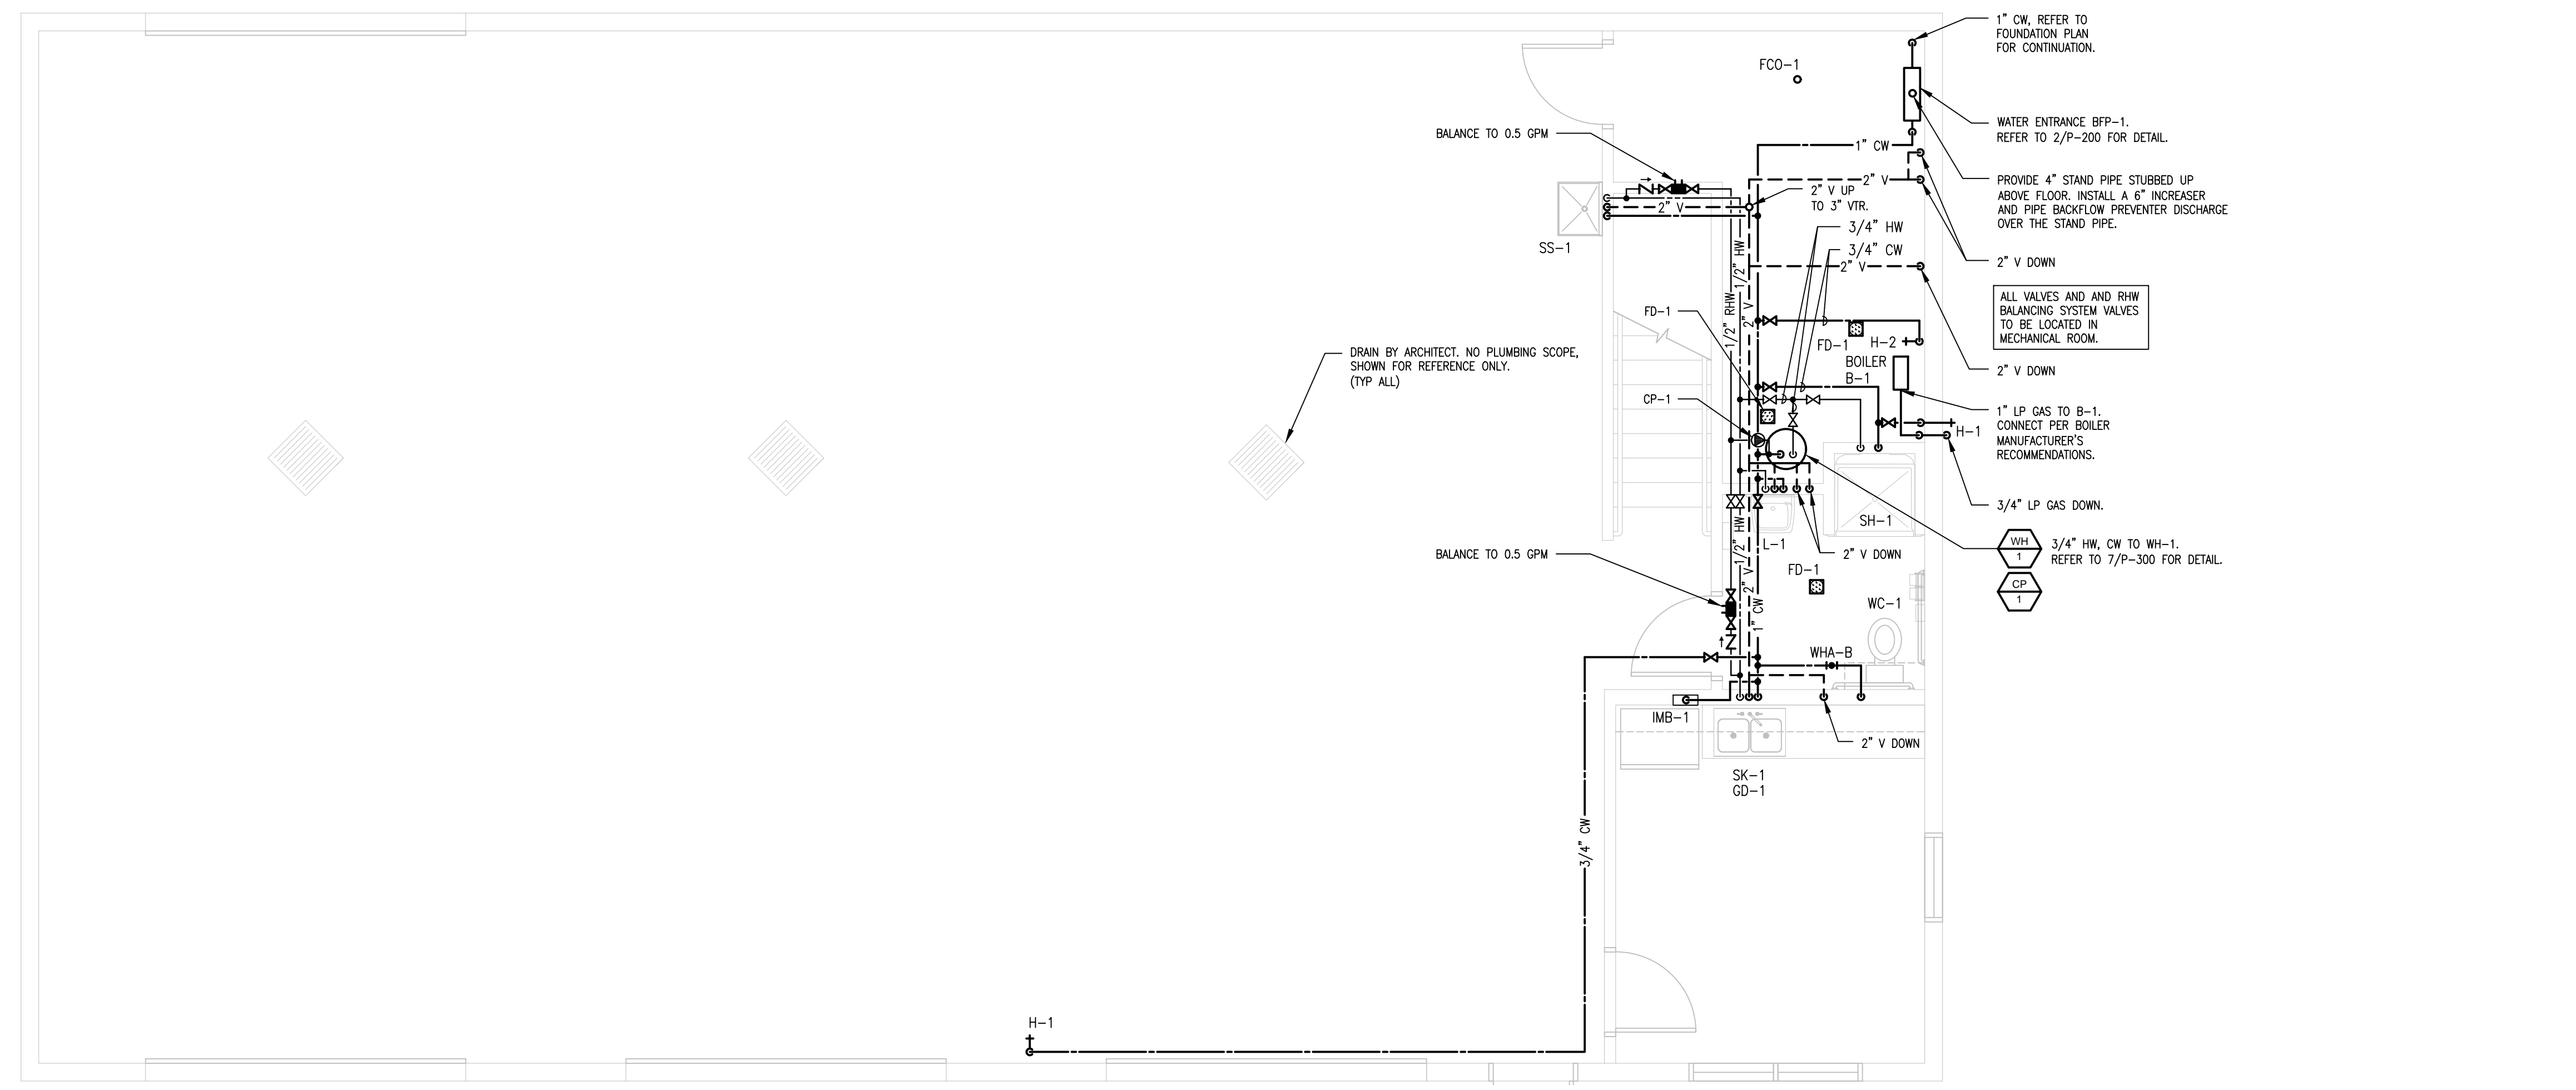 1" CW, REFER TO
FOUNDATION PLAN
FOR CONTINUATION.
FCO-1
WATER ENTRANCE BFP-1.
REFER TO 2/P-200 FOR DETAIL.
BALANCE TO 0.5 GPM
1" CW
2" V
PROVIDE 4" STAND PIPE STUBBED UP
ABOVE FLOOR. INSTALL A 6" INCREASER
AND PIPE BACKFLOW PREVENTER DISCHARGE
OVER THE STAND PIPE.
2" V UP
TO 3" VTR.
2" V
SS-1
3/4" HW
3/4" CW
2" V
2" V DOWN
1/2" HW
1/2" RHW
2" V
ALL VALVES AND AND RHW
BALANCING SYSTEM VALVES
TO BE LOCATED IN
MECHANICAL ROOM.
FD-1
FD-1
H-2
BOILER
B-1
2" V DOWN
DRAIN BY ARCHITECT. NO PLUMBING SCOPE,
SHOWN FOR REFERENCE ONLY.
(TYP ALL)
CP-1
1" LP GAS TO B-1.
CONNECT PER BOILER
MANUFACTURER'S
RECOMMENDATIONS.
H-1
3/4" LP GAS DOWN.
SH-1
L-1
1/2" HW
2" V
1" CW
BALANCE TO 0.5 GPM
2" V DOWN
WH
1
3/4" HW, CW TO WH-1.
REFER TO 7/P-300 FOR DETAIL.
CP
1
FD-1
WC-1
WHA-B
IMB-1
2" V DOWN
SK-1
GD-1
3/4" CW
H-1